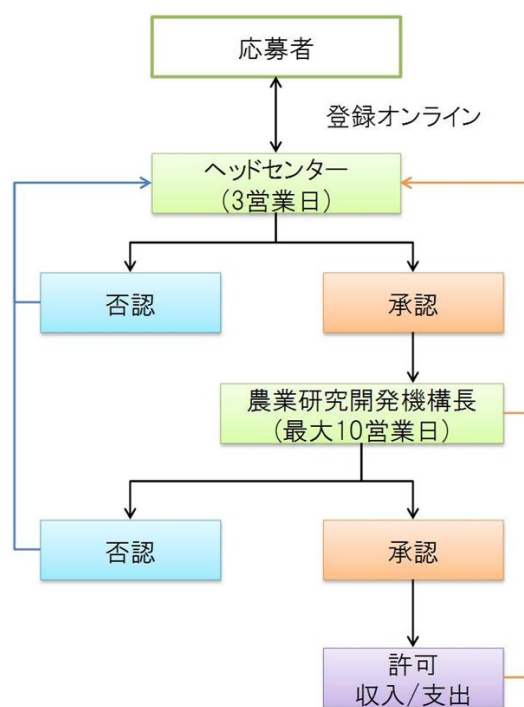 応募者
登録オンライン
ヘッドセンター
(3営業日)
否認
承認
農業研究開発機構長
(最大10営業日)
否認
承認
許可
収入/支出